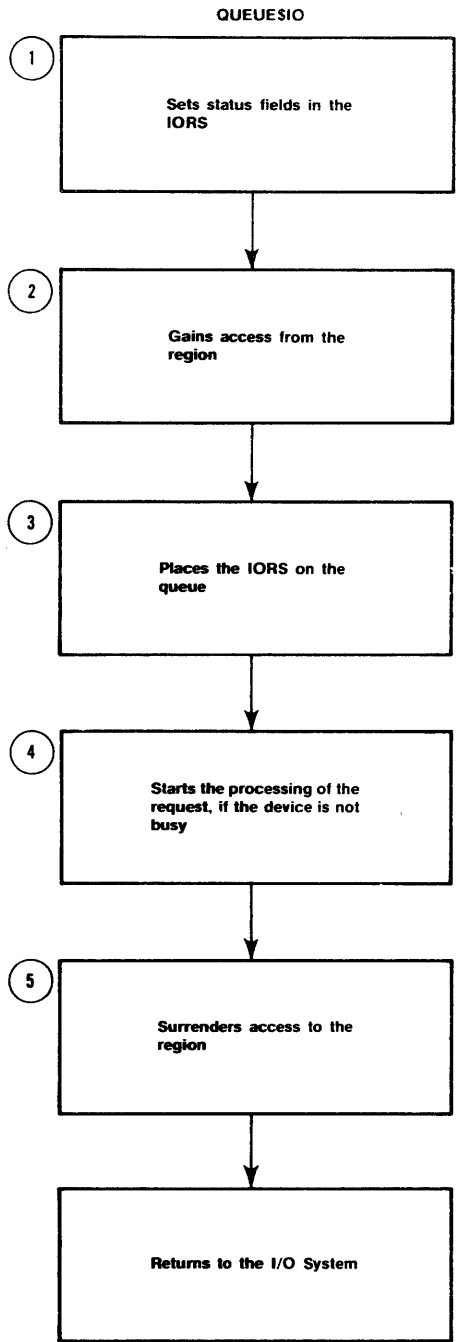 QUEUE$IO
1
Sets status fields in the
IORS
2
Gains access from the
region
3
Places the IORS on the
queue
4
Starts the processing of the
request, if the device is not
busy
5
Surrenders access to the
region
Returns to the I/O System